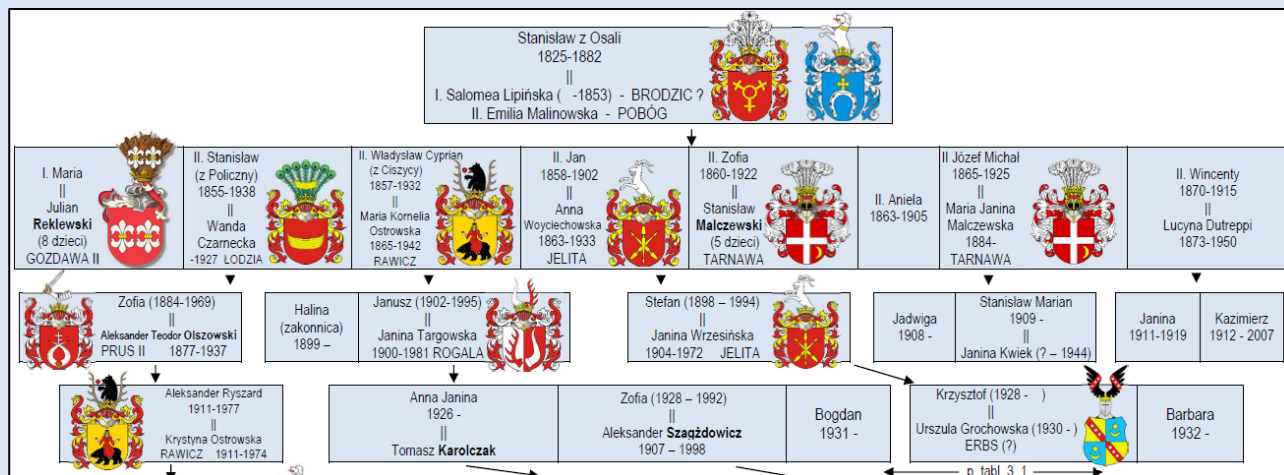 Stanisław z Osali
1825-1882
||
I. Salomea Lipińska ( -1853) - BRODZIC ?
II. Emilia Malinowska - POBÓG
I. Maria
||
Julian
Reklewski
(8 dzieci)
GOZDAWA II
II. Stanisław
(z Policzny)
1855-1938
||
Wanda
Czarnecka
-1927 ŁODZIA
II. Władysław Cyprian
(z Ciszycy)
1857-1932
||
Maria Kornelia
Ostrowska
1865-1942
RAWICZ
II. Jan
1858-1902
||
Anna
Woyciechowska
1863-1933
JELITA
II. Zofia
1860-1922
||
Stanisław
Malczewski
(5 dzieci)
TARNAWA
II. Aniela
1863-1905
II Józef Michał
1865-1925
||
Maria Janina
Malczewska
1884-
TARNAWA
II. Wincenty
1870-1915
||
Lucyna Dutreppi
1873-1950
Zofia (1884-1969)
||
Aleksander Teodor Olszowski
PRUS II 1877-1937
Halina
(zakonnica)
1899 –
Janusz (1902-1995)
||
Janina Targowska
1900-1981 ROGALA
Stefan (1898 – 1994)
||
Janina Wrzesińska
1904-1972 JELITA
Jadwiga
1908 -
Stanisław Marian
1909 -
||
Janina Kwiek (? – 1944)
Janina
1911-1919
Kazimierz
1912 - 2007
Aleksander Ryszard
1911-1977
||
Krystyna Ostrowska
RAWICZ 1911-1974
Anna Janina
1926 -
||
Tomasz Karolczak
Zofia (1928 – 1992)
||
Aleksander Szagżdowicz
1907 – 1998
Bogdan
1931 -
Krzysztof (1928 - )
||
Urszula Grochowska (1930 - )
ERBS (?)
Barbara
1932 -
p. tabl. 3_1